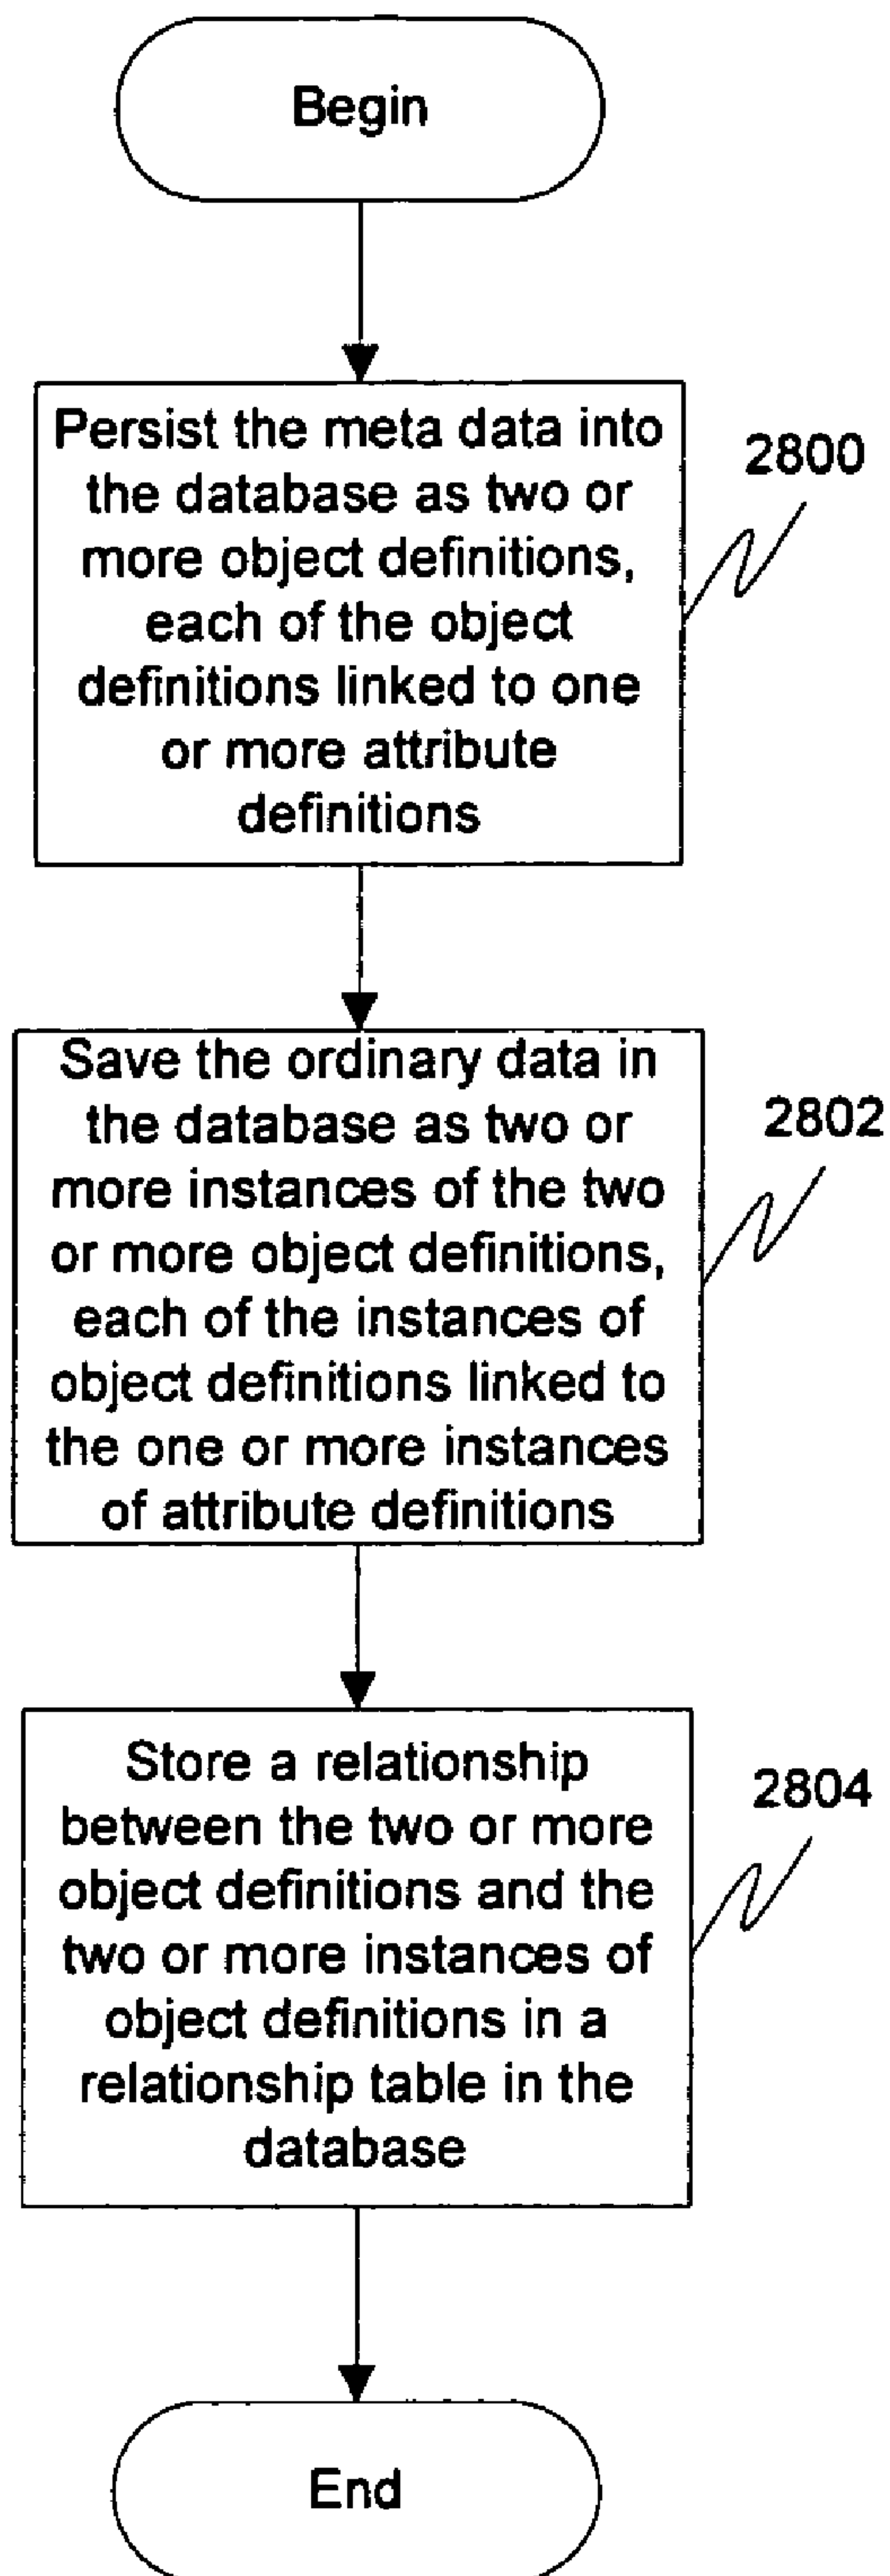 Begin
Persist the meta data into
the database as two or
more object definitions,
each of the object
definitions linked to one
or more attribute
definitions
2800
Save the ordinary data in
the database as two or
more instances of the two
or more object definitions,
each of the instances of
object definitions linked to
the one or more instances
of attribute definitions
2802
Store a relationship
between the two or more
object definitions and the
two or more instances of
object definitions in a
relationship table in the
database
2804
End